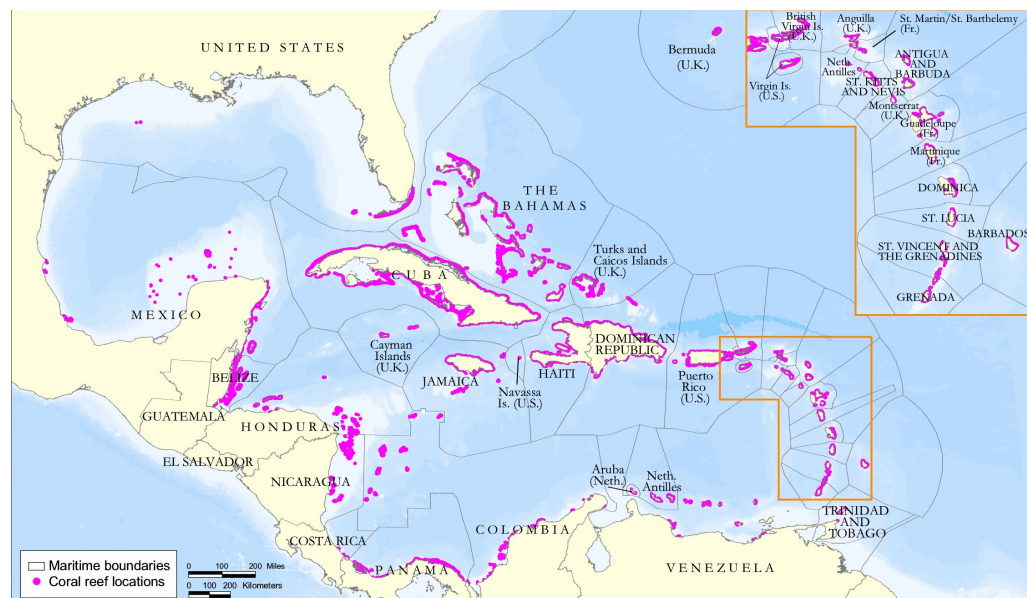 UNITED STATES
Bermuda
(U.K.)
British
Virgin Is.
(U.K.)
Anguilla
(U.K.)
St. Martin/St. Barthelemy
(Fr.)
Neth.
Antilles
ANTIGUA
AND
BARBUDA
Virgin Is.
(U.S.)
ST. KITTS
AND NEVIS
Montserrat
(U.K.)
Guadeloupe
(Fr.)
Martinique
(Fr.)
DOMINICA
ST. LUCIA
BARBADOS
ST. VINCENT AND
THE GRENADINES
GRENADA
THE
BAHAMAS
Turks and
Caicos Islands
(U.K.)
CUBA
MEXICO
Cayman
Islands
(U.K.)
JAMAICA
Navassa
Is. (U.S.)
HAITI
DOMINICAN
REPUBLIC
Puerto
Rico
(U.S.)
BELIZE
GUATEMALA
HONDURAS
EL SALVADOR
NICARAGUA
COSTA RICA
PANAMA
COLOMBIA
Aruba
(Neth.)
Neth.
Antilles
VENEZUELA
TRINIDAD
AND
TOBAGO
Maritime boundaries
Coral reef locations
0 50 100 200 Miles
0 50 100 200 Kilometers